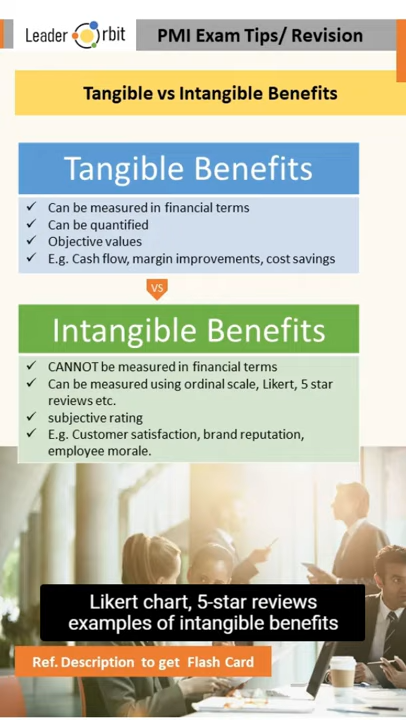 Leader Orbit
PMI Exam Tips/ Revision
Tangible vs Intangible Benefits
Tangible Benefits
✓ Can be measured in financial terms
✓ Can be quantified
✓ Objective values
✓ E.g. Cash flow, margin improvements, cost savings
VS
Intangible Benefits
✓ CANNOT be measured in financial terms
✓ Can be measured using ordinal scale, Likert, 5 star
reviews etc.
✓ subjective rating
✓ E.g. Customer satisfaction, brand reputation,
employee morale.
Likert chart, 5-star reviews
examples of intangible benefits
Ref. Description to get Flash Card